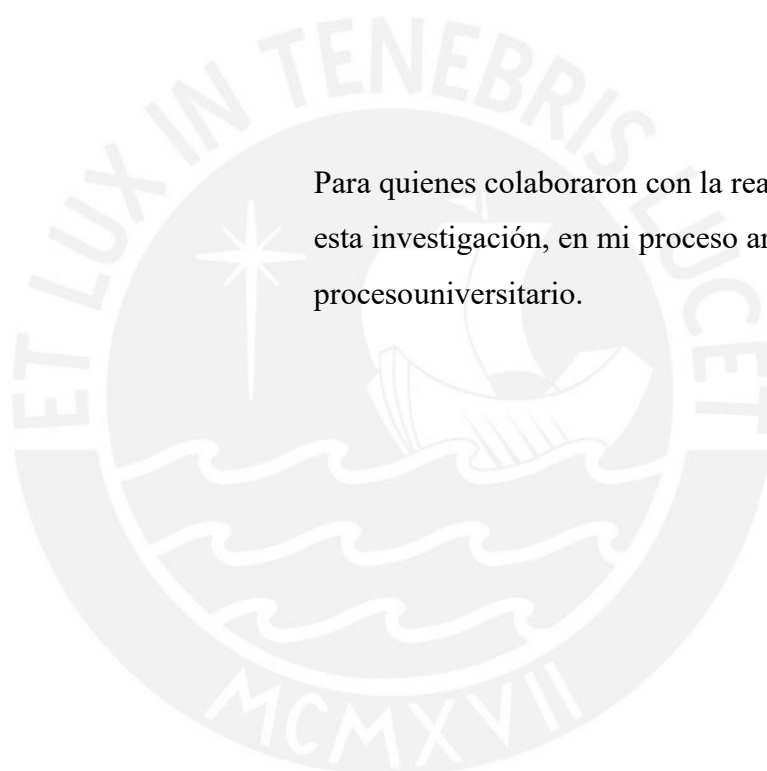 ET LUX IN TENEBRIS LUCET
Para quienes colaboraron con la rea
esta investigación, en mi proceso ar
procesouniversitario.
MCMXVII